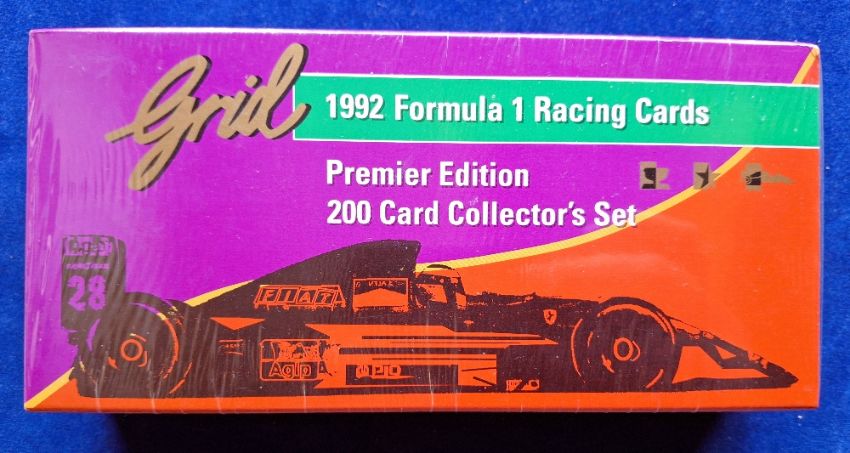 Grid
1992 Formula 1 Racing Cards
Premier Edition
200 Card Collector's Set
28
FIAT
Agip